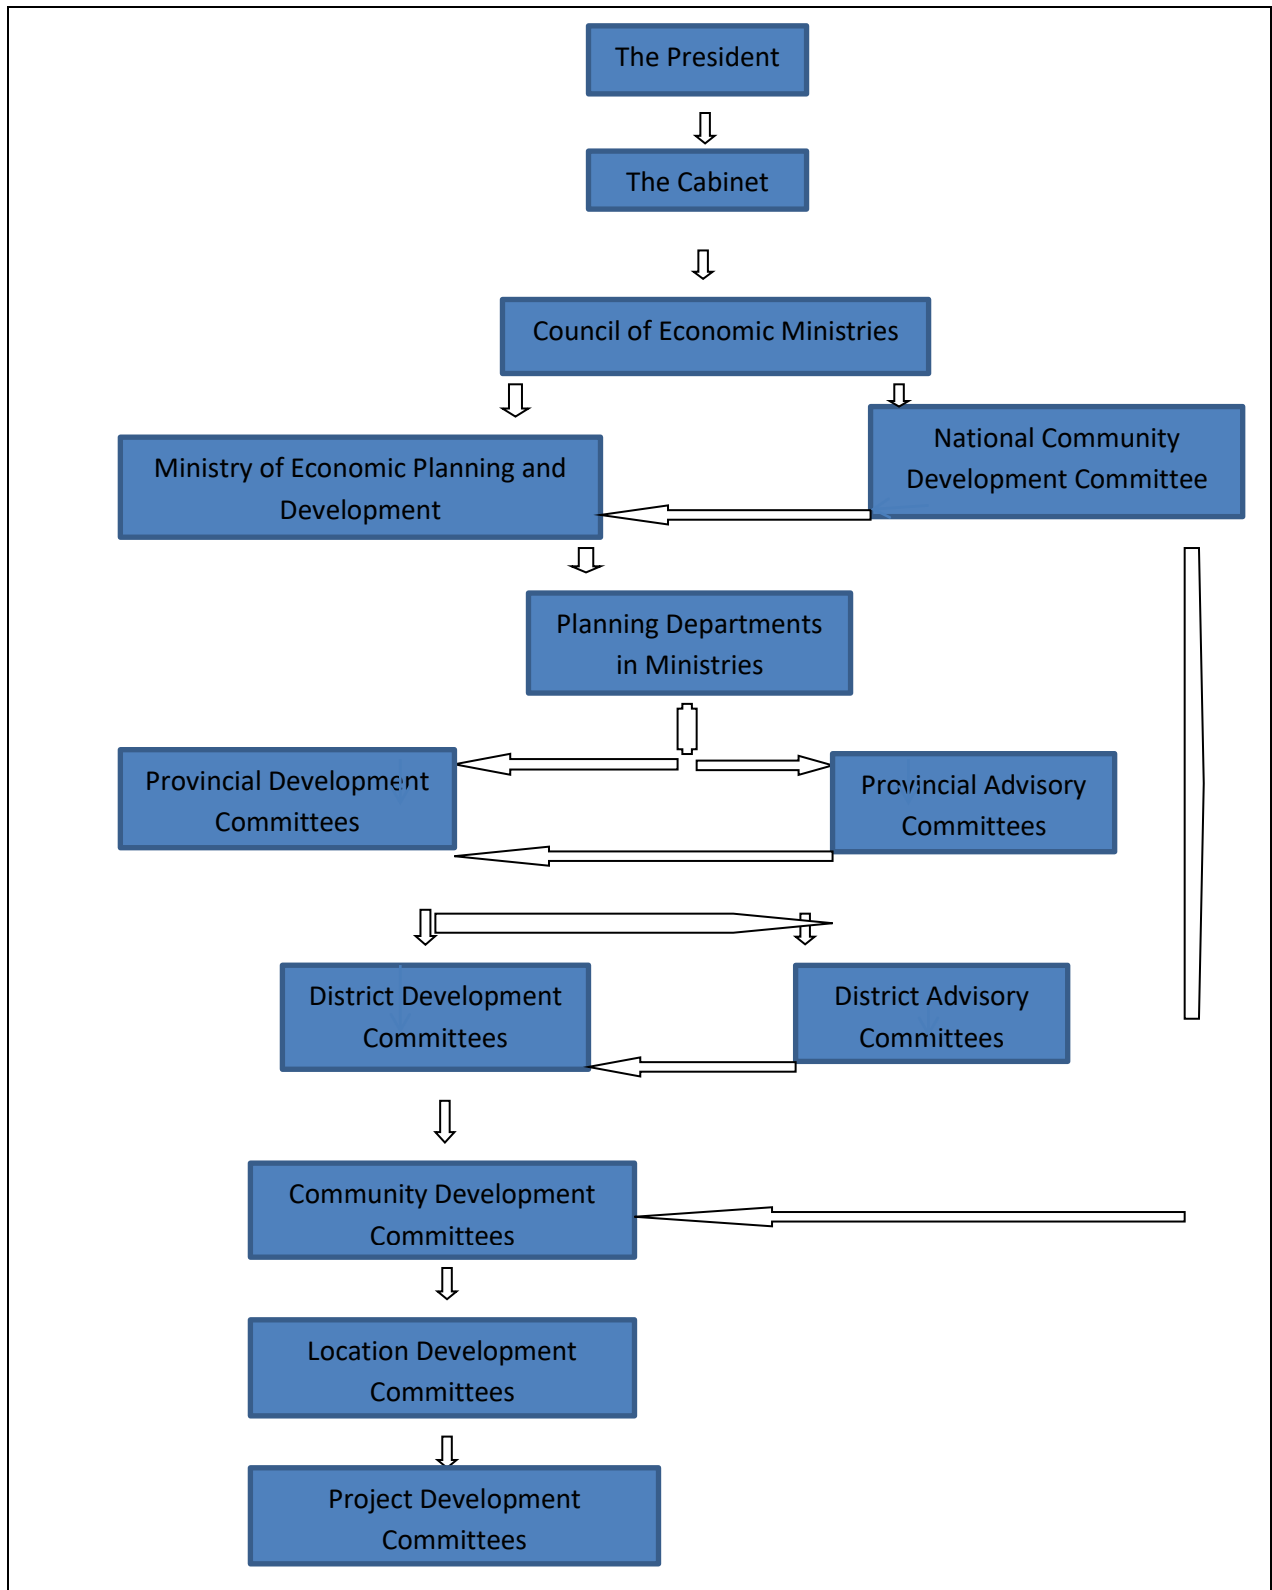 The President
The Cabinet
Council of Economic Ministries
Ministry of Economic Planning and
Development
National Community
Development Committee
Planning Departments
in Ministries
Provincial Development
Committees
Provincial Advisory
Committees
District Development
Committees
District Advisory
Committees
Community Development
Committees
Location Development
Committees
Project Development
Committees